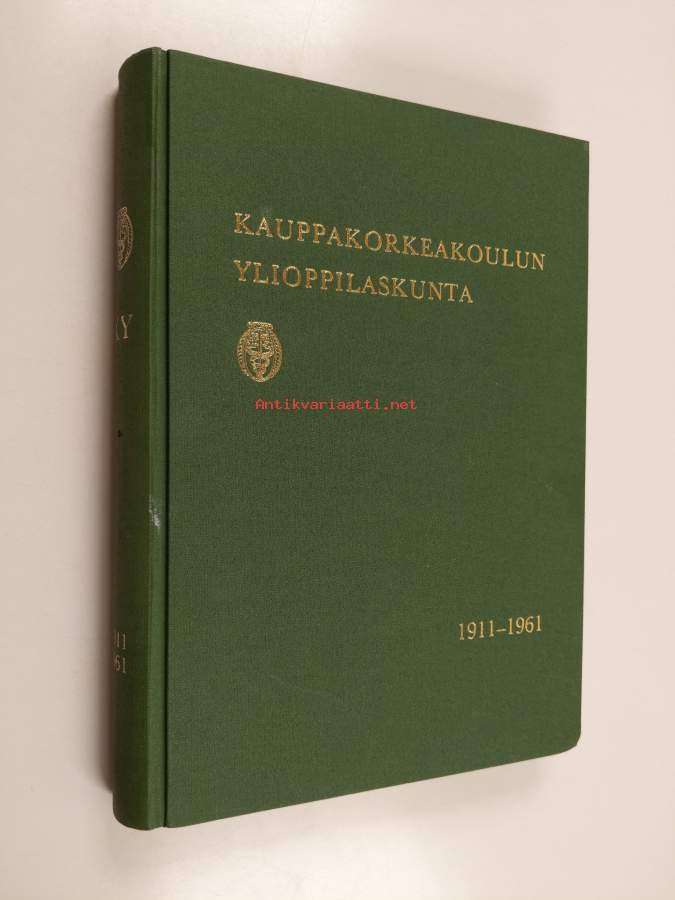 KAUPPAKORKEAKOULUN
YLIOPPILASKUNTA
Antikvariaatti.net
1911–1961